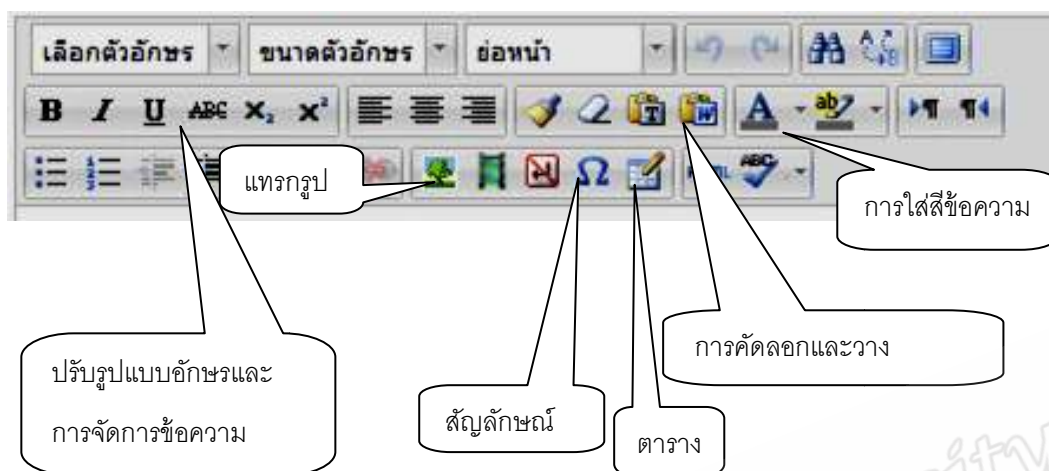 เลือกตัวอักษร ขนาดตัวอักษร ย่อหน้า
B I U ABC X₂ X² A ab
แทรกรูป
ABC
การใส่สีข้อความ
การคัดลอกและวาง
ปรับรูปแบบอักษรและ
การจัดการข้อความ
สัญลักษณ์
ตาราง